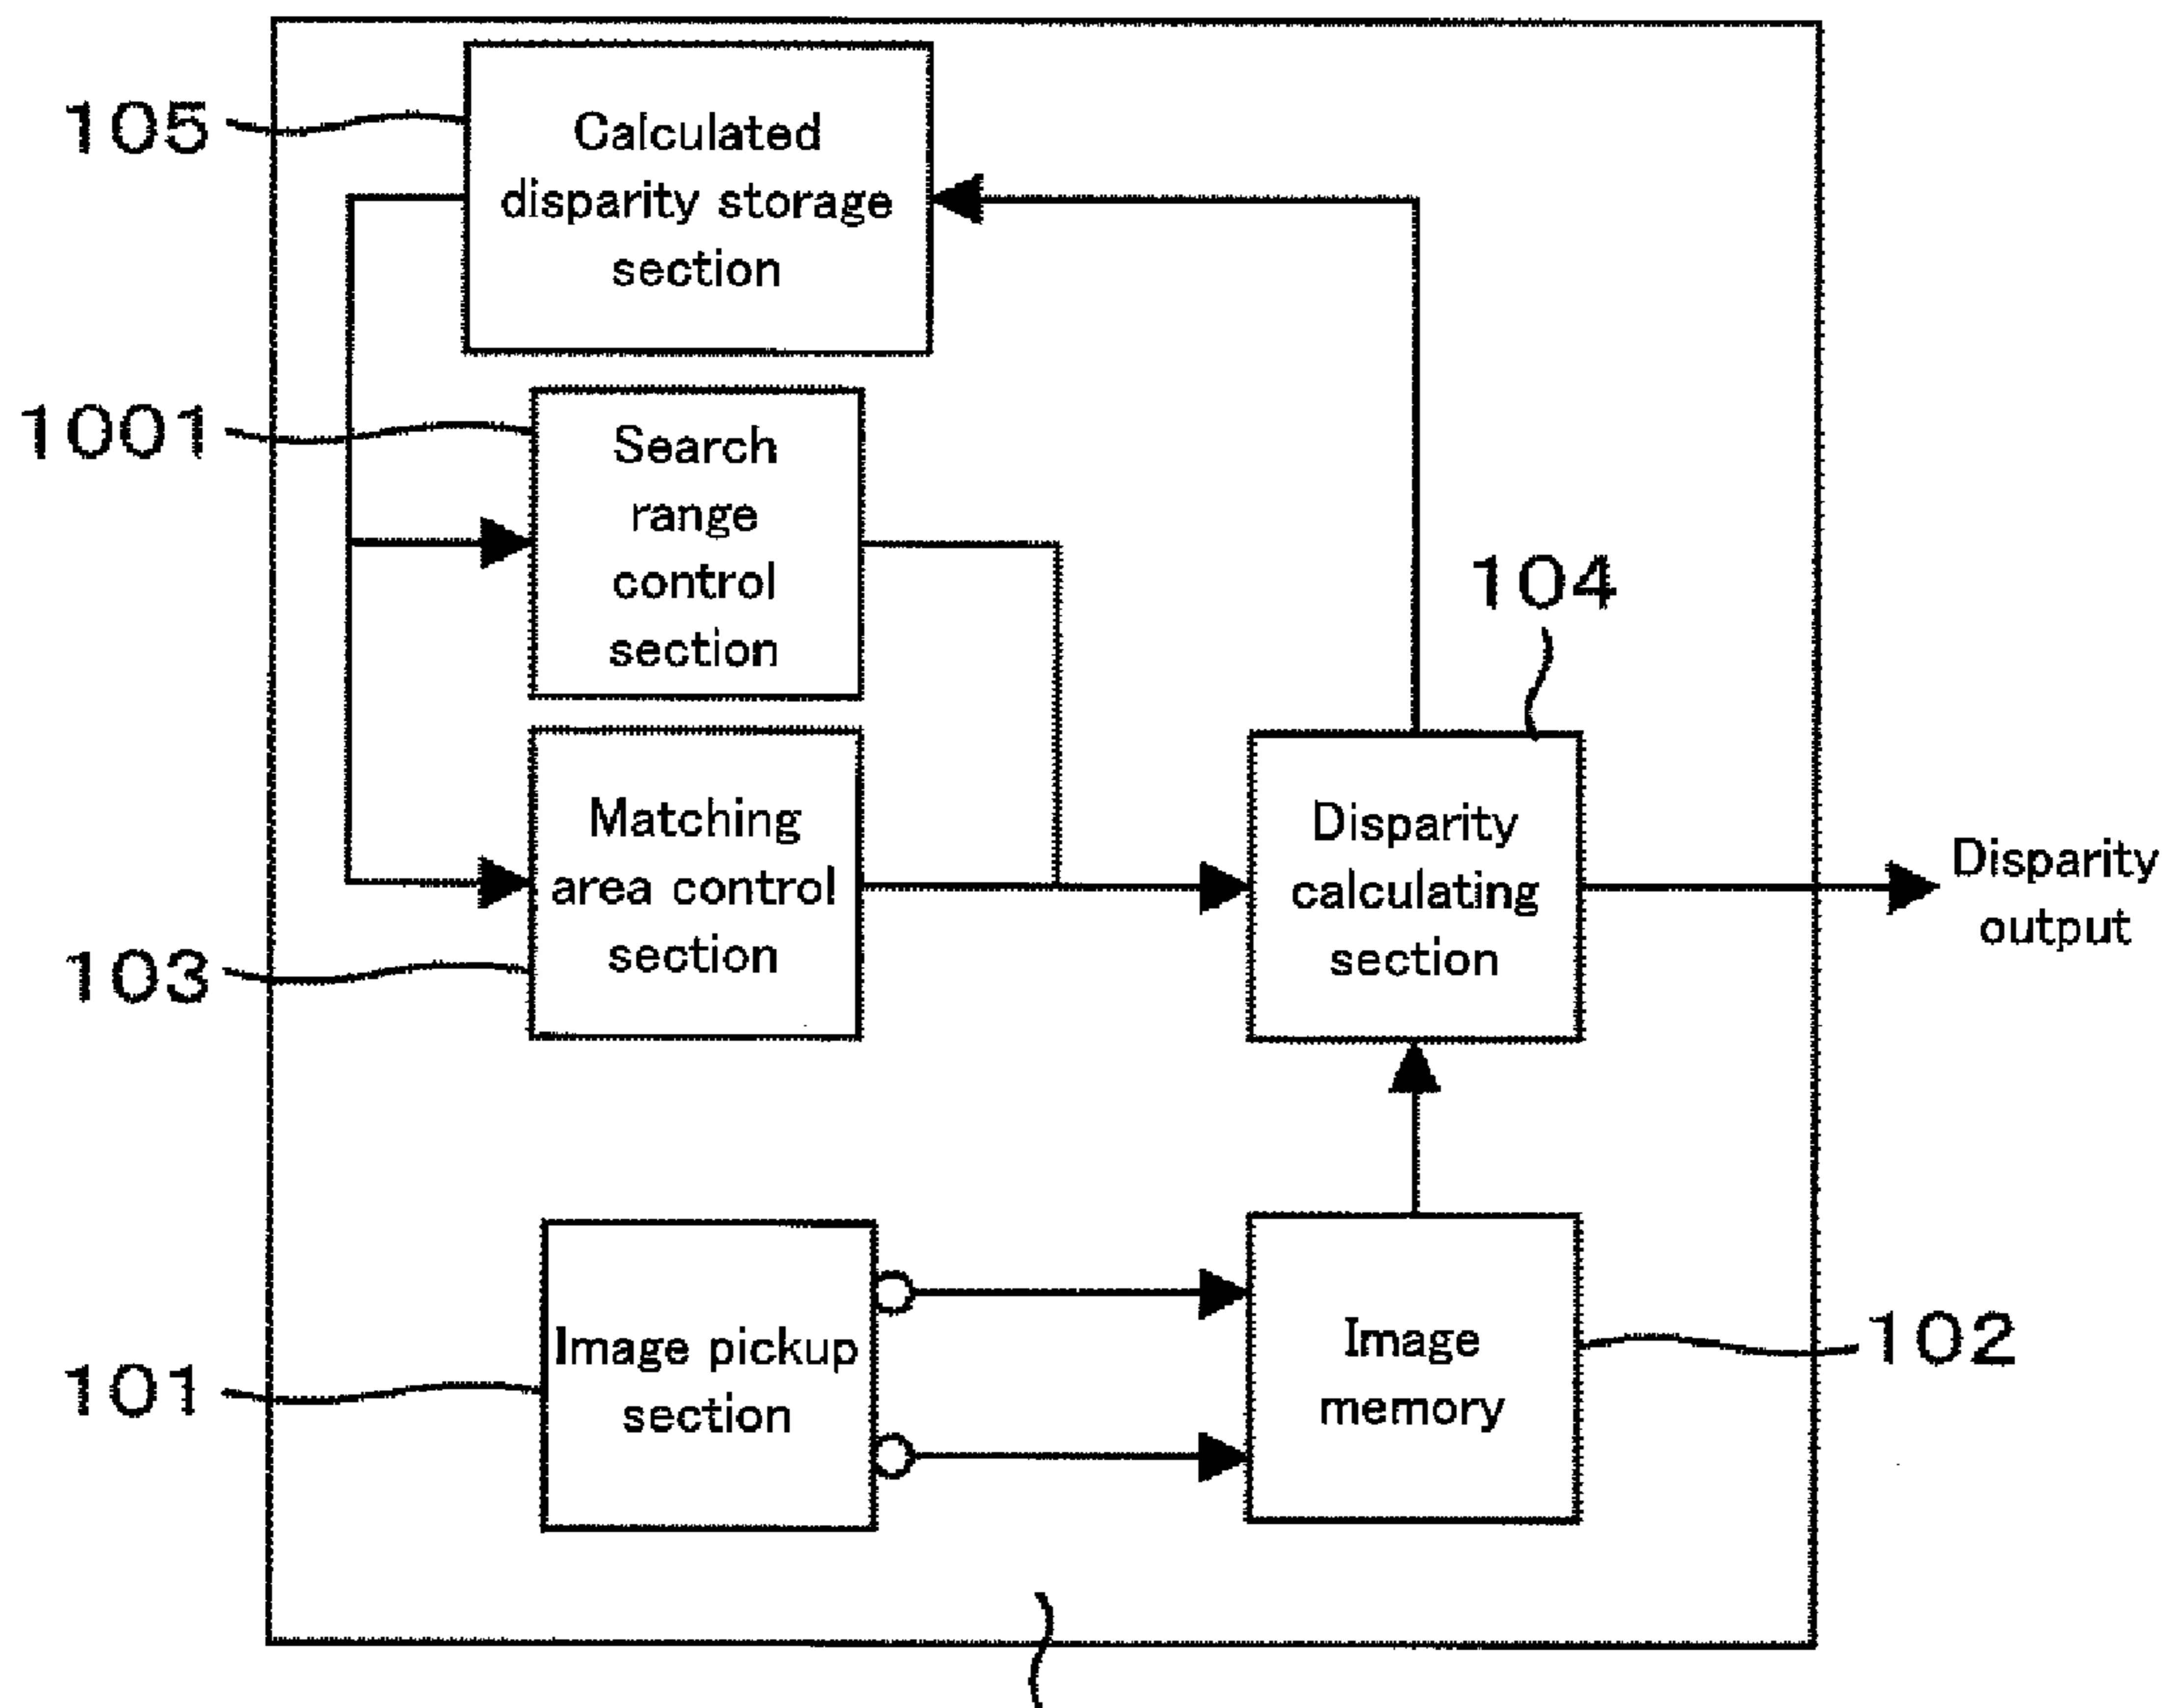 105
Calculated
disparity storage
section
1001
Search
range
control
section
104
Matching
area control
section
103
Disparity
calculating
section
Disparity
output
101
Image pickup
section
Image
memory
102